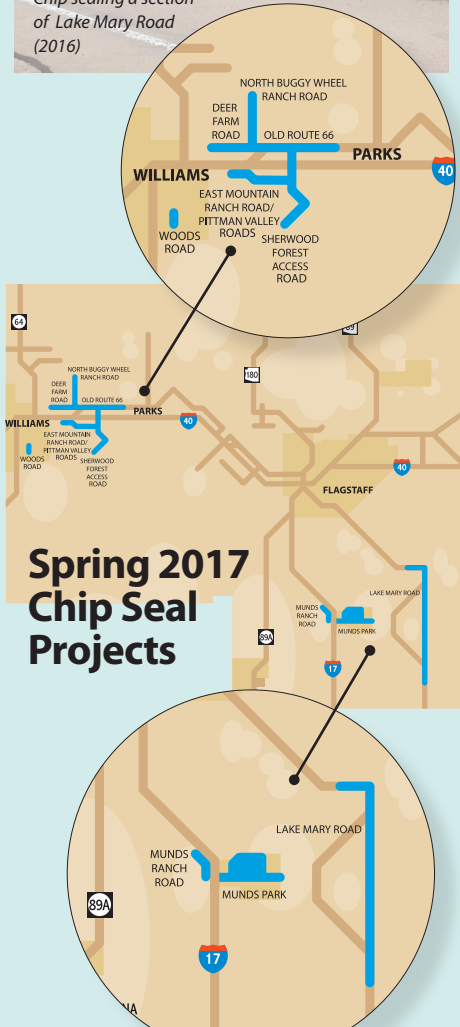 Chip sealing a section
of Lake Mary Road
(2016)
NORTH BUGGY WHEEL
RANCH ROAD
DEER
FARM
ROAD
OLD ROUTE 66
PARKS
WILLIAMS
40
EAST MOUNTAIN
RANCH ROAD/
PITTMAN VALLEY
ROADS
WOODS
ROAD
SHERWOOD
FOREST
ACCESS
ROAD
64
89
180
NORTH BUGGY WHEEL
RANCH ROAD
DEER
FARM
ROAD
OLD ROUTE 66
PARKS
40
WILLIAMS
EAST MOUNTAIN
RANCH ROAD/
PITTMAN VALLEY
ROADS
WOODS
ROAD
SHERWOOD
FOREST
ACCESS
ROAD
40
FLAGSTAFF
Spring 2017
Chip Seal
Projects
LAKE MARY ROAD
MUNDS
RANCH
ROAD
MUNDS PARK
89A
17
LAKE MARY ROAD
MUNDS
RANCH
ROAD
MUNDS PARK
89A
17
NA